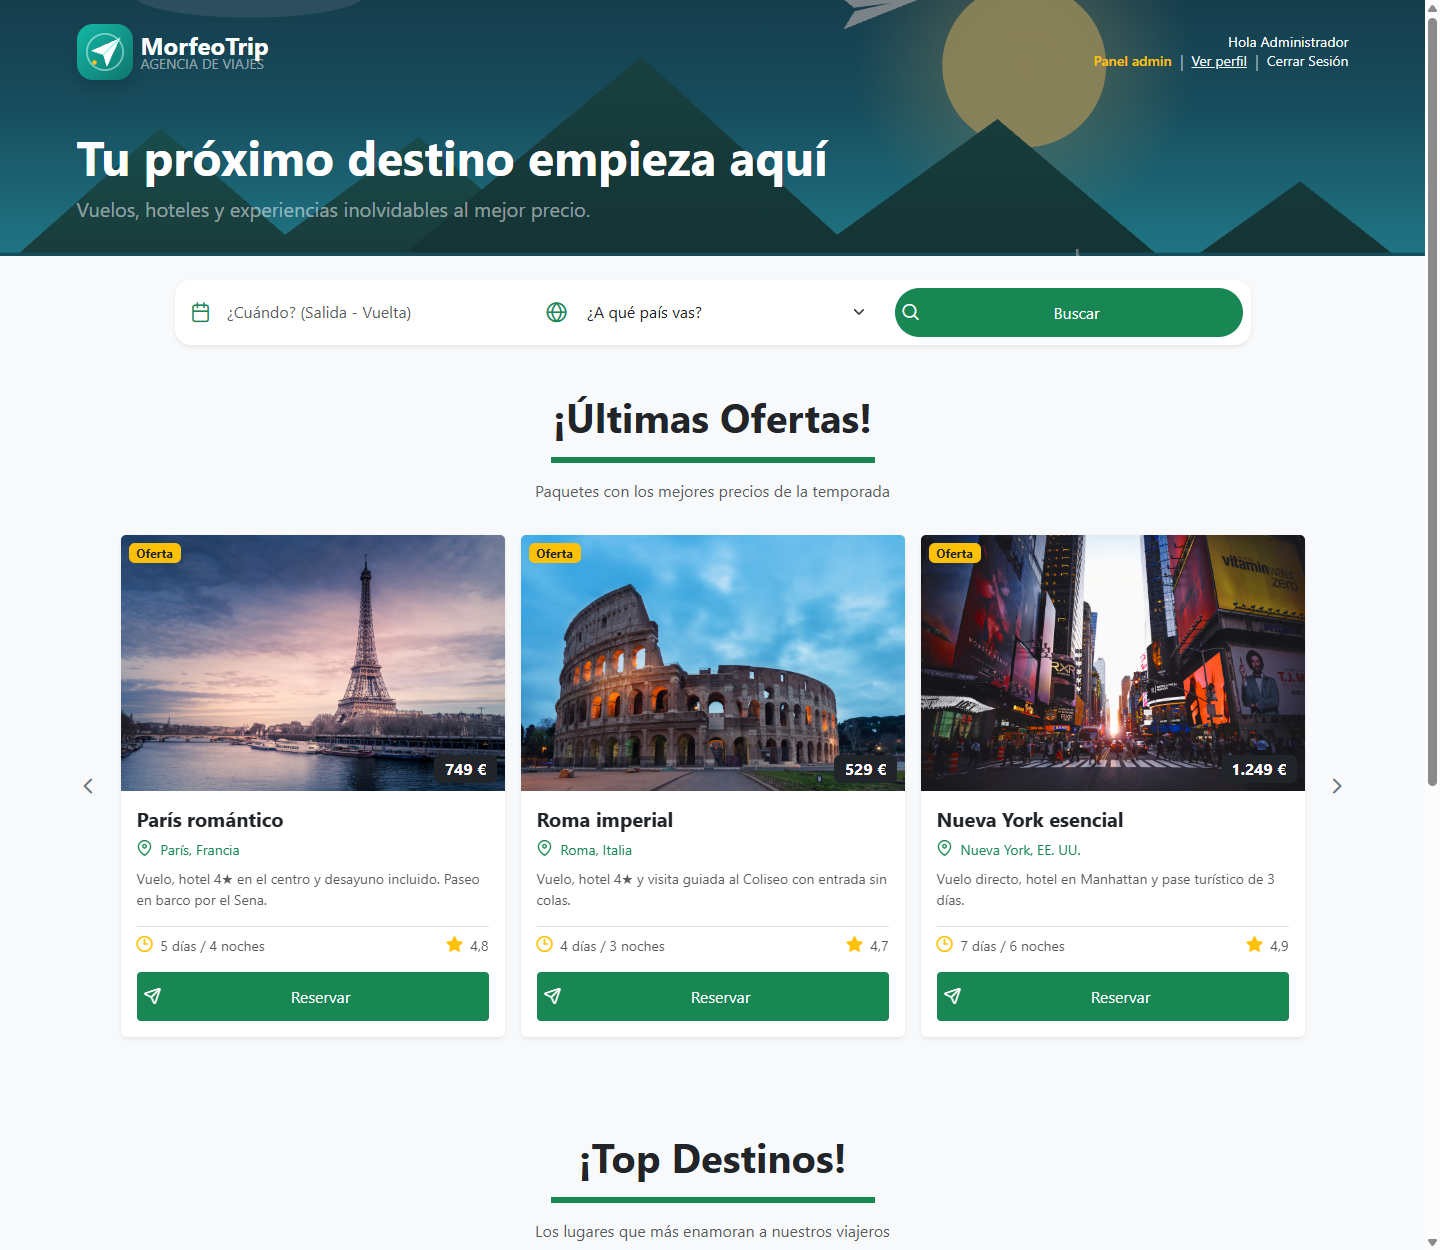 MorfeoTrip
AGENCIA DE VIAJES
Hola Administrador
Panel admin | Ver perfil | Cerrar Sesión
Tu próximo destino empieza aquí
Vuelos, hoteles y experiencias inolvidables al mejor precio.
¿Cuándo? (Salida - Vuelta)
¿A qué país vas?
Buscar
¡Últimas Ofertas!
Paquetes con los mejores precios de la temporada
Oferta
749 €
París romántico
París, Francia
Vuelo, hotel 4★ en el centro y desayuno incluido. Paseo
en barco por el Sena.
5 días / 4 noches
4,8
Reservar
Oferta
529 €
Roma imperial
Roma, Italia
Vuelo, hotel 4★ y visita guiada al Coliseo con entrada sin
colas.
4 días / 3 noches
4,7
Reservar
Oferta
vitaminwater
zero
1.249 €
Nueva York esencial
Nueva York, EE. UU.
Vuelo directo, hotel en Manhattan y pase turístico de 3
días.
7 días / 6 noches
4,9
Reservar
¡Top Destinos!
Los lugares que más enamoran a nuestros viajeros